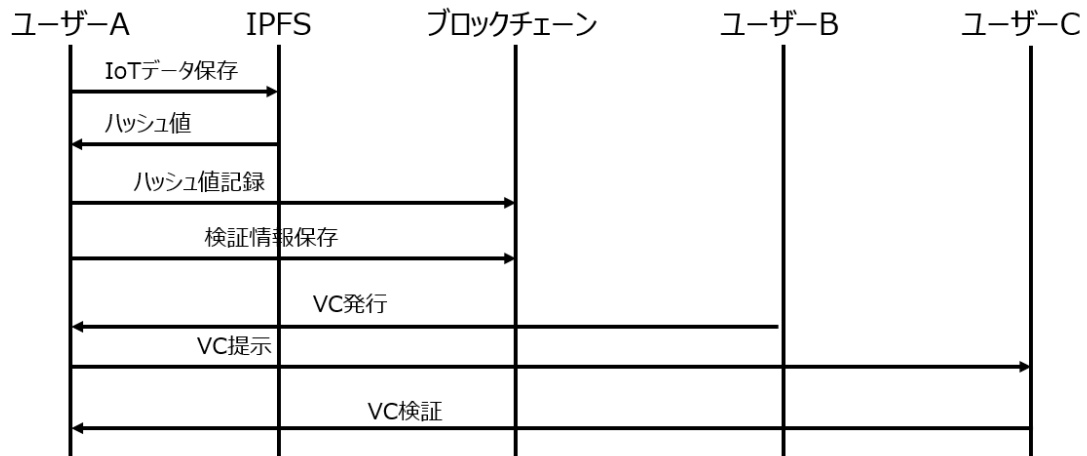 ユーザーA IPFS ブロックチェーン ユーザーB ユーザーC
IoTデータ保存
ハッシュ値
ハッシュ値記録
検証情報保存
VC発行
VC提示
VC検証